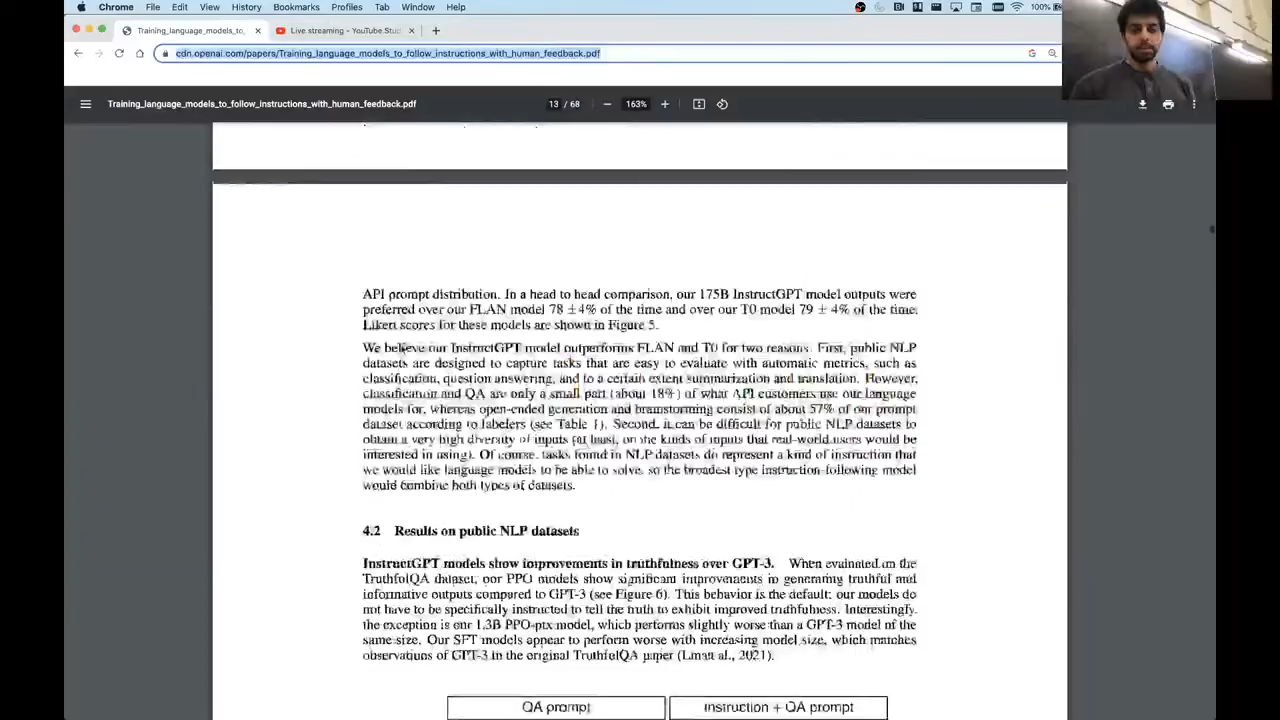 Chrome File Edit View History Bookmarks Profiles Tab Window Help 100%
Training_language_models_to_ Live streaming - YouTube Stud
cdn.openai.com/papers/Training_language_models_to_follow_instructions_with_human_feedback.pdf
Training_language_models_to_follow_instructions_with_human_feedback.pdf 13 / 68 163%
API prompt distribution. In a head to head comparison, our 175B InstructGPT model outputs were
preferred over our FLAN model 78 ±4% of the time and over our T0 model 79 ± 4% of the time.
Likert scores for these models are shown in Figure 5.
We believe our InstructGPT model outperforms FLAN and T0 for two reasons. First, public NLP
datasets are designed to capture tasks that are easy to evaluate with automatic metrics, such as
classification, question answering, and to a certain extent summarization and translation. However,
classification and QA are only a small part (about 18%) of what API customers use our language
models for, whereas open-ended generation and brainstorming consist of about 57% of our prompt
dataset according to labelers (see Table 1). Second, it can be difficult for public NLP datasets to
obtain a very high diversity of inputs (at least, on the kinds of inputs that real-world users would be
interested in using). Of course, tasks found in NLP datasets do represent a kind of instruction that
we would like language models to be able to solve, so the broadest type instruction-following model
would combine both types of datasets.
4.2 Results on public NLP datasets
InstructGPT models show improvements in truthfulness over GPT-3. When evaluated on the
TruthfulQA dataset, our PPO models show significant improvements in generating truthful and
informative outputs compared to GPT-3 (see Figure 6). This behavior is the default: our models do
not have to be specifically instructed to tell the truth to exhibit improved truthfulness. Interestingly,
the exception is our 1.3B PPO-ptx model, which performs slightly worse than a GPT-3 model of the
same size. Our SFT models appear to perform worse with increasing model size, which matches
observations of GPT-3 in the original TruthfulQA paper (Lin et al., 2021).
QA prompt Instruction + QA prompt